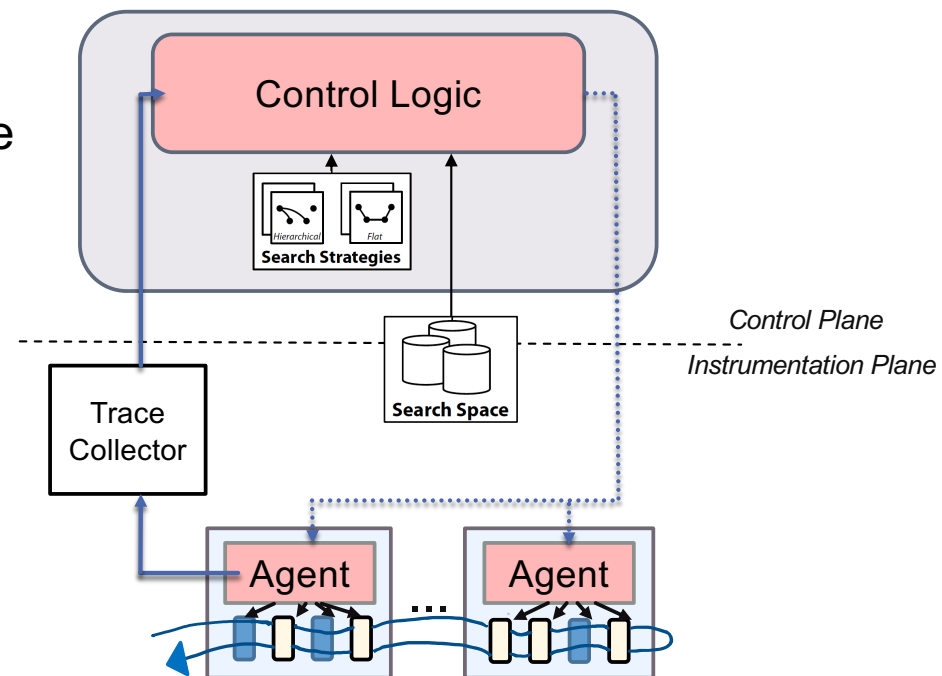 Control Logic
e
Hierarchical
Flat
Search Strategies
Control Plane
Instrumentation Plane
Search Space
Trace
Collector
Agent
Agent
...